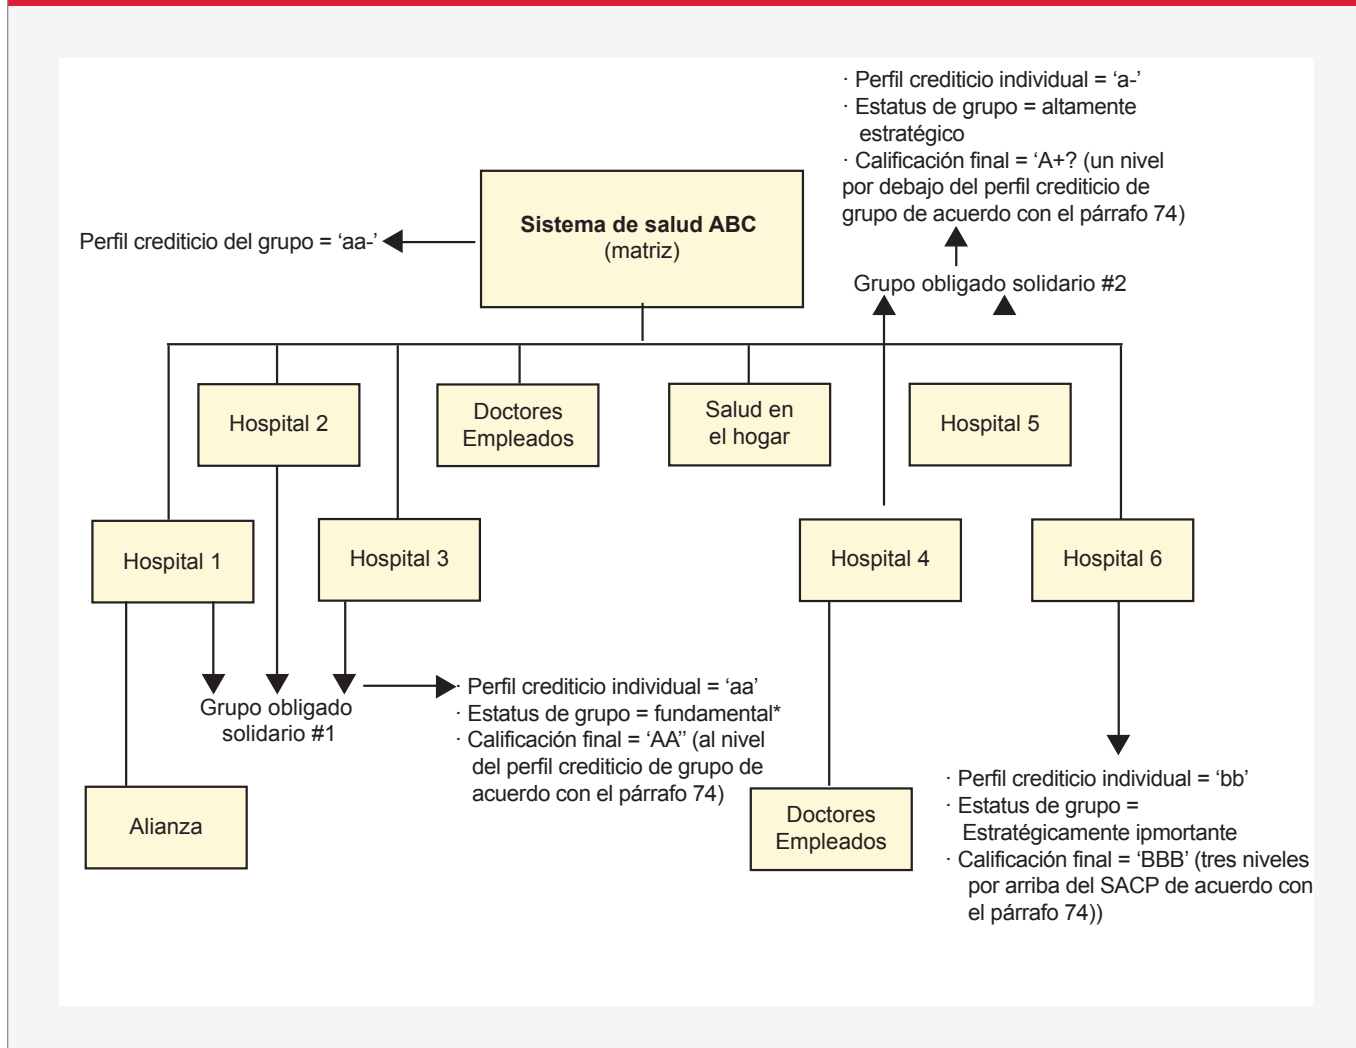 · Perfil crediticio individual = ‘a-’
· Estatus de grupo = altamente
estratégico
· Calificación final = ‘A+? (un nivel
por debajo del perfil crediticio de
grupo de acuerdo con el párrafo 74)
Sistema de salud ABC
(matriz)
Perfil crediticio del grupo = ‘aa-’
Grupo obligado solidario #2
Hospital 2
Doctores
Empleados
Salud en
el hogar
Hospital 5
Hospital 1
Hospital 3
Hospital 4
Hospital 6
Grupo obligado
solidario #1
· Perfil crediticio individual = ‘aa’
· Estatus de grupo = fundamental*
· Calificación final = ‘AA’’ (al nivel
del perfil crediticio de grupo de
acuerdo con el párrafo 74)
Alianza
Doctores
Empleados
· Perfil crediticio individual = ‘bb’
· Estatus de grupo =
Estratégicamente ipmortante
· Calificación final = ‘BBB’ (tres niveles
por arriba del SACP de acuerdo con
el párrafo 74))